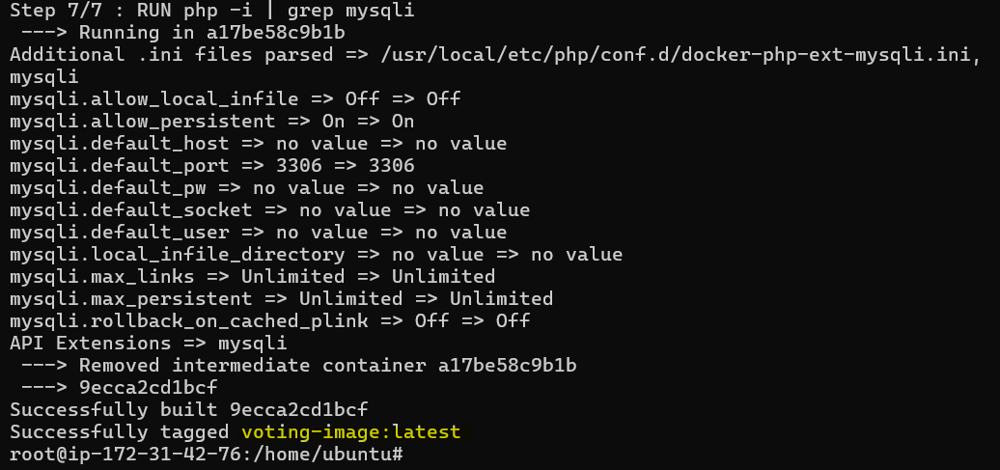 Step 7/7 : RUN php -i | grep mysqli
 ---> Running in a17be58c9b1b
Additional .ini files parsed => /usr/local/etc/php/conf.d/docker-php-ext-mysqli.ini,
mysqli
mysqli.allow_local_infile => Off => Off
mysqli.allow_persistent => On => On
mysqli.default_host => no value => no value
mysqli.default_port => 3306 => 3306
mysqli.default_pw => no value => no value
mysqli.default_socket => no value => no value
mysqli.default_user => no value => no value
mysqli.local_infile_directory => no value => no value
mysqli.max_links => Unlimited => Unlimited
mysqli.max_persistent => Unlimited => Unlimited
mysqli.rollback_on_cached_plink => Off => Off
API Extensions => mysqli
 ---> Removed intermediate container a17be58c9b1b
 ---> 9ecca2cd1bcf
Successfully built 9ecca2cd1bcf
Successfully tagged voting-image:latest
root@ip-172-31-42-76:/home/ubuntu#